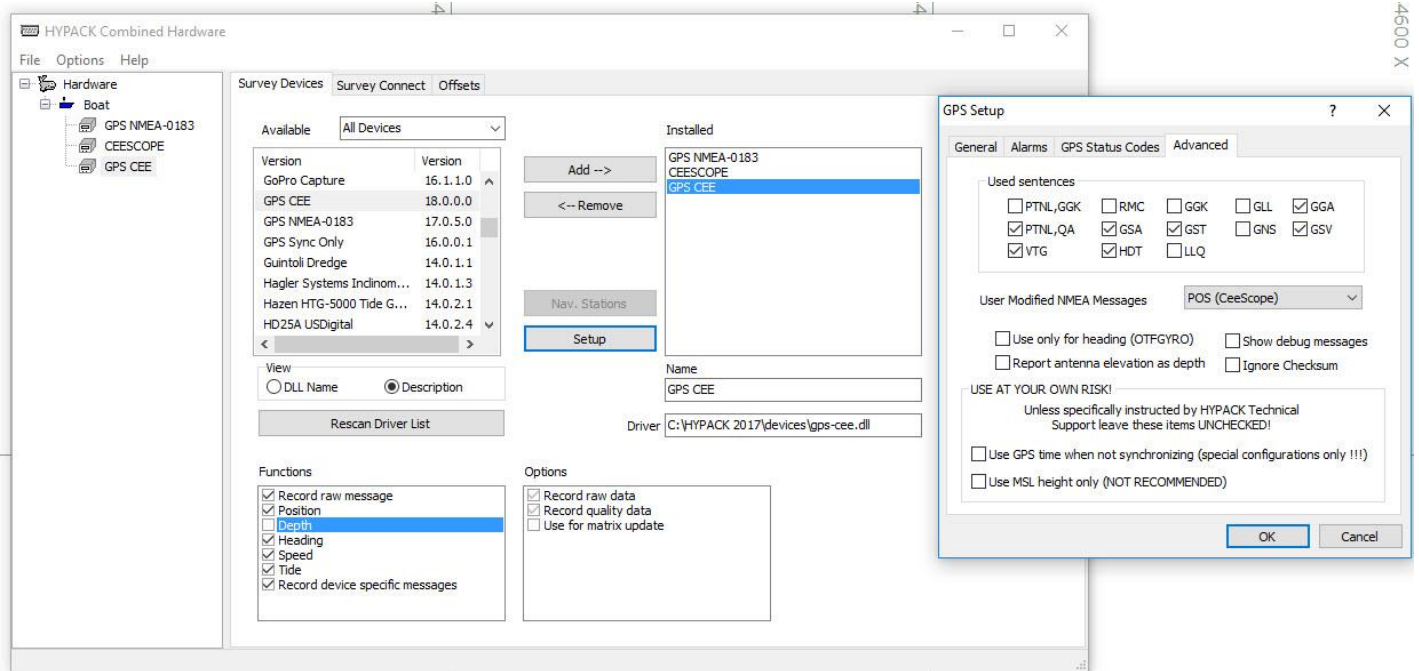 4
4
4600 X
HYPACK Combined Hardware
File Options Help
Hardware
Boat
GPS NMEA-0183
CEESCOPE
GPS CEE
Survey Devices Survey Connect Offsets
Available All Devices
Version Version
GoPro Capture 16.1.1.0
GPS CEE 18.0.0.0
GPS NMEA-0183 17.0.5.0
GPS Sync Only 16.0.0.1
Guintoli Dredge 14.0.1.1
Hagler Systems Inclinom... 14.0.1.3
Hazen HTG-5000 Tide G... 14.0.2.1
HD25A USDigital 14.0.2.4
View
DLL Name Description
Rescan Driver List
Add -->
<-- Remove
Nav. Stations
Setup
Installed
GPS NMEA-0183
CEESCOPE
GPS CEE
Name
GPS CEE
Driver C:\HYPACK 2017\devices\gps-cee.dll
Functions
Record raw message
Position
Depth
Heading
Speed
Tide
Record device specific messages
Options
Record raw data
Record quality data
Use for matrix update
GPS Setup ?
General Alarms GPS Status Codes Advanced
Used sentences
PTNL,GGK RMC GGK GLL GGA
PTNL,QA GSA GST GNS GSV
VTG HDT LLQ
User Modified NMEA Messages POS (CeeScope)
Use only for heading (OTFGYRO) Show debug messages
Report antenna elevation as depth Ignore Checksum
USE AT YOUR OWN RISK!
Unless specifically instructed by HYPACK Technical
Support leave these items UNCHECKED!
Use GPS time when not synchronizing (special configurations only !!!)
Use MSL height only (NOT RECOMMENDED)
OK Cancel